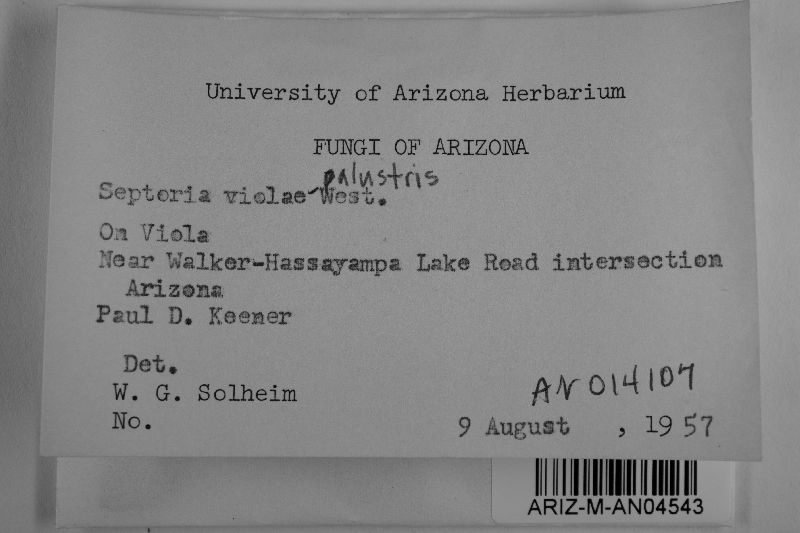 University of Arizona Herbarium
FUNGI OF ARIZONA
palustris
Septoria violae West.
On Viola
Near Walker-Hassayampa Lake Road intersection
Arizona
Paul D. Keener
Det.
W. G. Solheim
AN014107
No. 9 August , 1957
ARIZ-M-AN04543